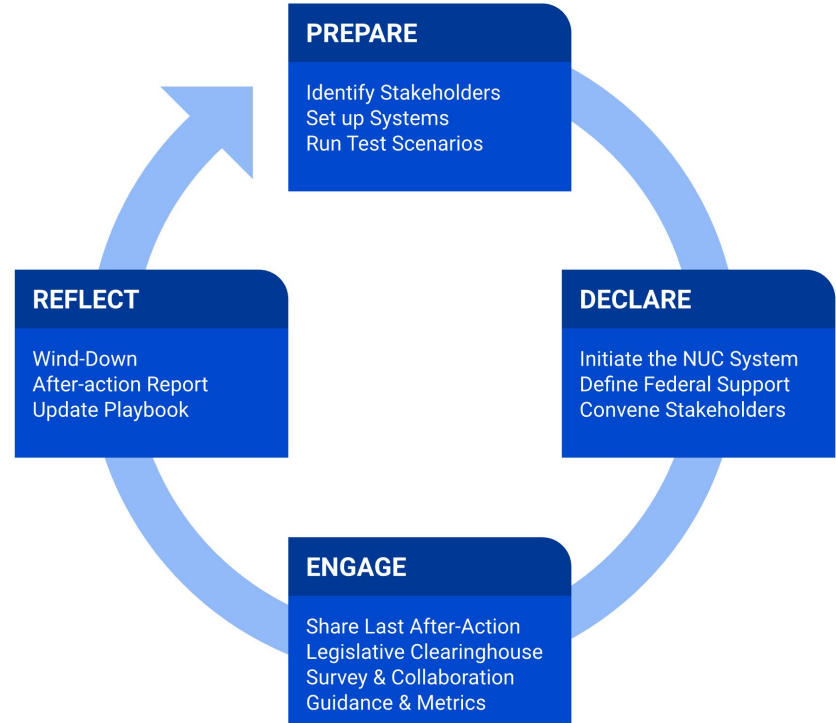 PREPARE
Identify Stakeholders
Set up Systems
Run Test Scenarios
DECLARE
Initiate the NUC System
Define Federal Support
Convene Stakeholders
ENGAGE
Share Last After-Action
Legislative Clearinghouse
Survey & Collaboration
Guidance & Metrics
REFLECT
Wind-Down
After-action Report
Update Playbook